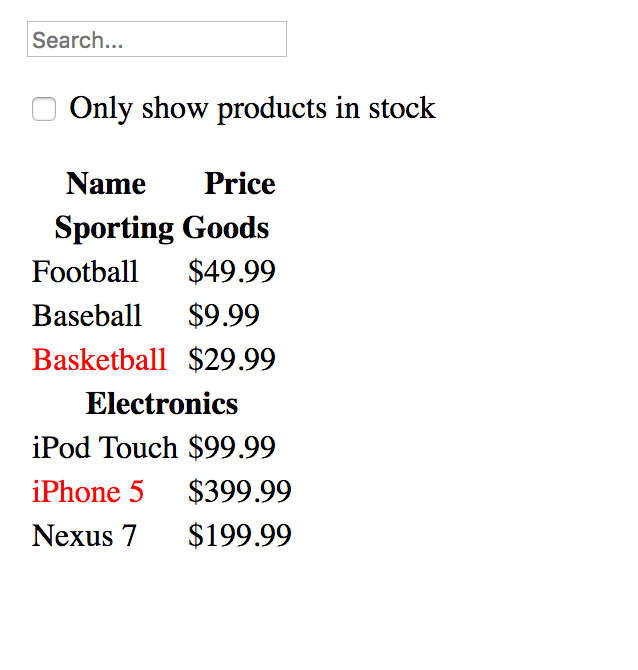 Search...
Only show products in stock
Name Price
Sporting Goods
Football $49.99
Baseball $9.99
Basketball $29.99
Electronics
iPod Touch $99.99
iPhone 5 $399.99
Nexus 7 $199.99